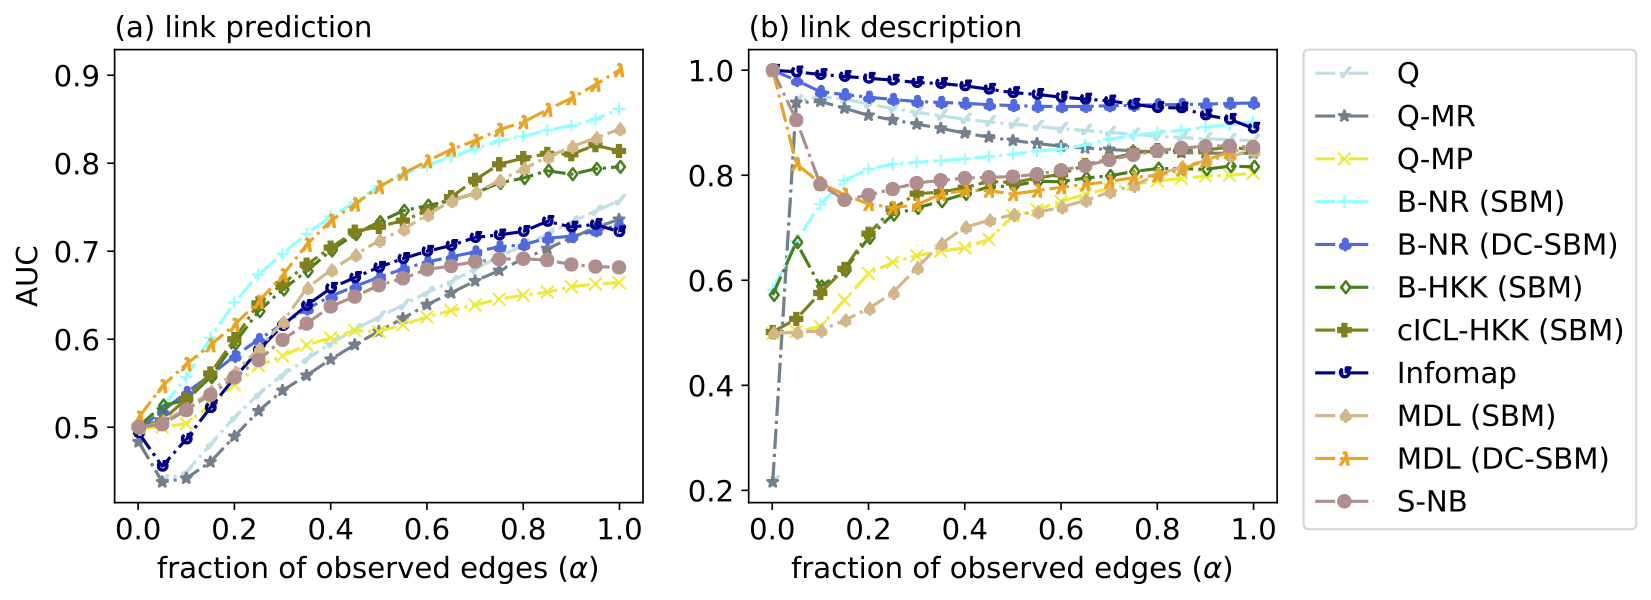 (a) link prediction
(b) link description
AUC
0.9
0.8
0.7
0.6
0.5
0.0 0.2 0.4 0.6 0.8 1.0
fraction of observed edges (α)
1.0
0.8
0.6
0.4
0.2
0.0 0.2 0.4 0.6 0.8 1.0
fraction of observed edges (α)
Q
Q-MR
Q-MP
B-NR (SBM)
B-NR (DC-SBM)
B-HKK (SBM)
cICL-HKK (SBM)
Infomap
MDL (SBM)
MDL (DC-SBM)
S-NB